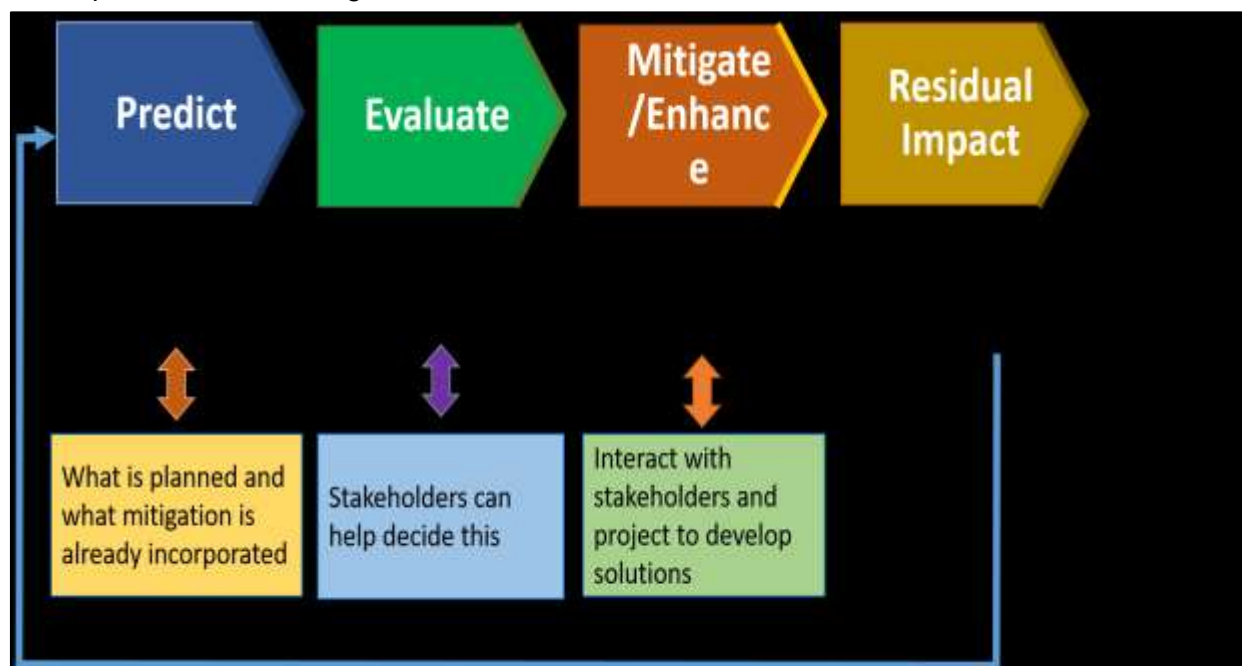 Predict
Evaluate
Mitigate
/Enhanc
e
Residual
Impact
What is planned and
what mitigation is
already incorporated
Stakeholders can
help decide this
Interact with
stakeholders and
project to develop
solutions